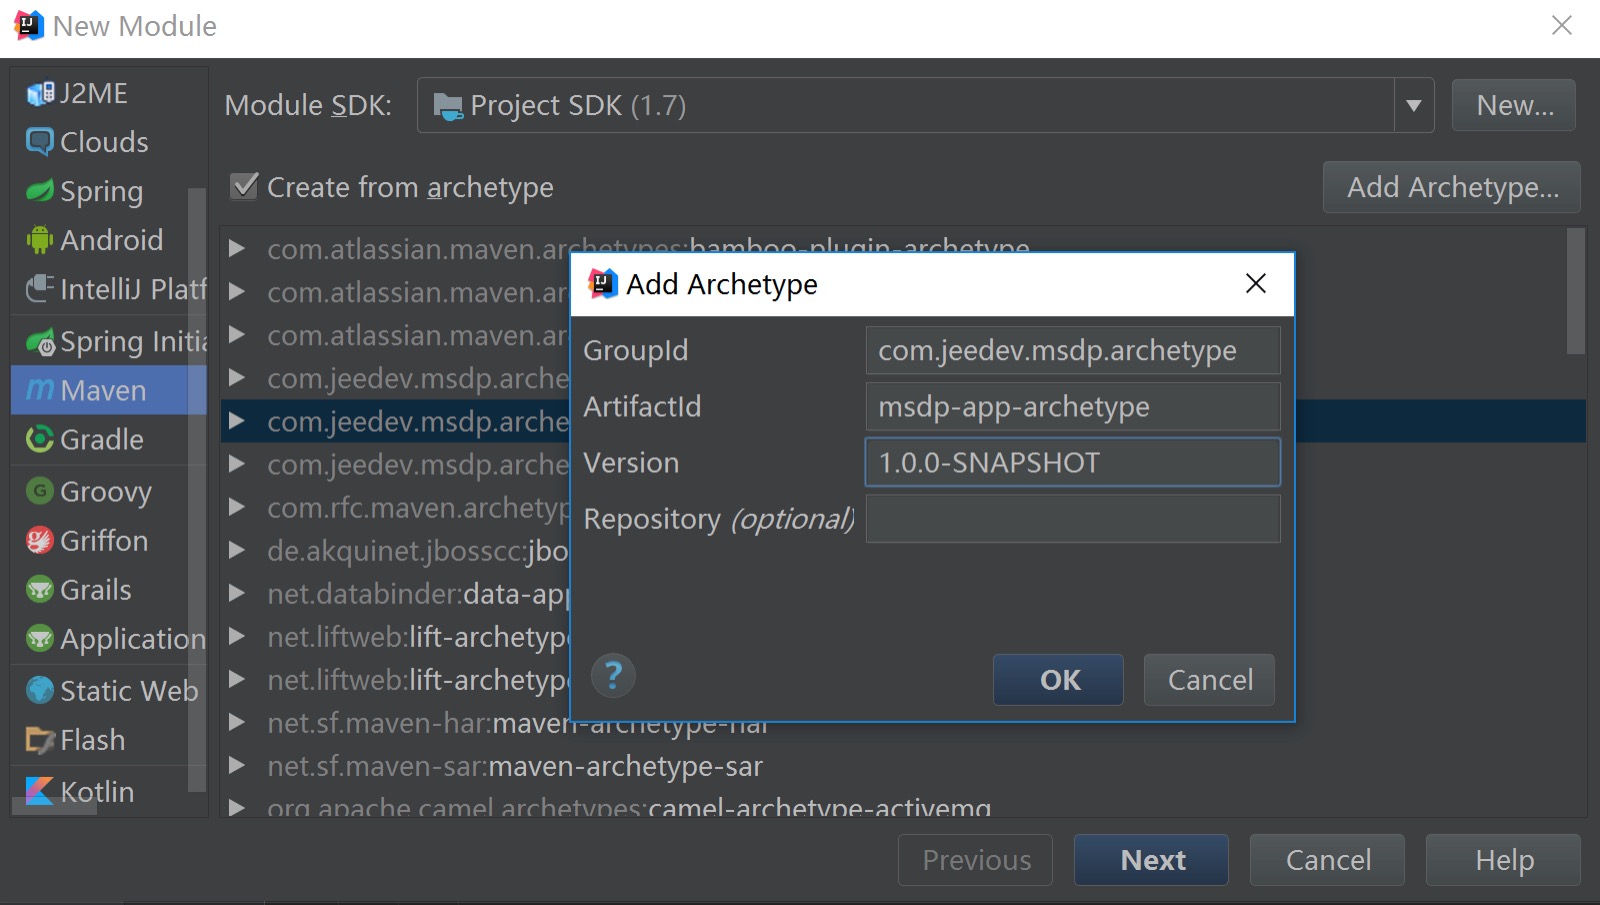 New Module
J2ME
Clouds
Spring
Android
IntelliJ Platf
Spring Initia
Maven
Gradle
Groovy
Griffon
Grails
Application
Static Web
Flash
Kotlin
Module SDK:
Project SDK (1.7)
New...
Create from archetype
Add Archetype...
com.atlassian.maven.archetypes:bamboo-plugin-archetype
com.atlassian.maven.ar
com.atlassian.maven.ar
com.jeedev.msdp.arche
com.jeedev.msdp.arche
com.jeedev.msdp.arche
com.rfc.maven.archetyp
de.akquinet.jbosscc:jbo
net.databinder:data-app
net.liftweb:lift-archetype
net.liftweb:lift-archetype
net.sf.maven-har:maven-archetype-har
net.sf.maven-sar:maven-archetype-sar
org.apache.camel.archetypes:camel-archetype-activemq
Add Archetype
GroupId
com.jeedev.msdp.archetype
ArtifactId
msdp-app-archetype
Version
1.0.0-SNAPSHOT
Repository (optional)
?
OK
Cancel
Previous
Next
Cancel
Help